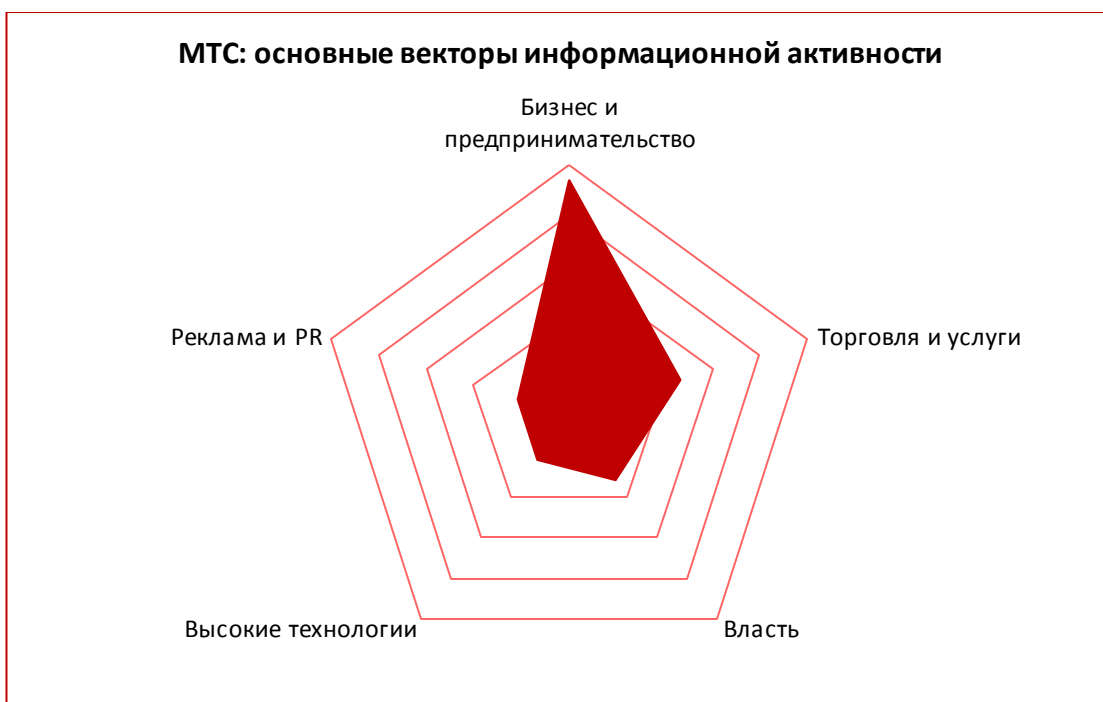 МТС: основные векторы информационной активности
Бизнес и
предпринимательство
Реклама и PR
Торговля и услуги
Высокие технологии
Власть